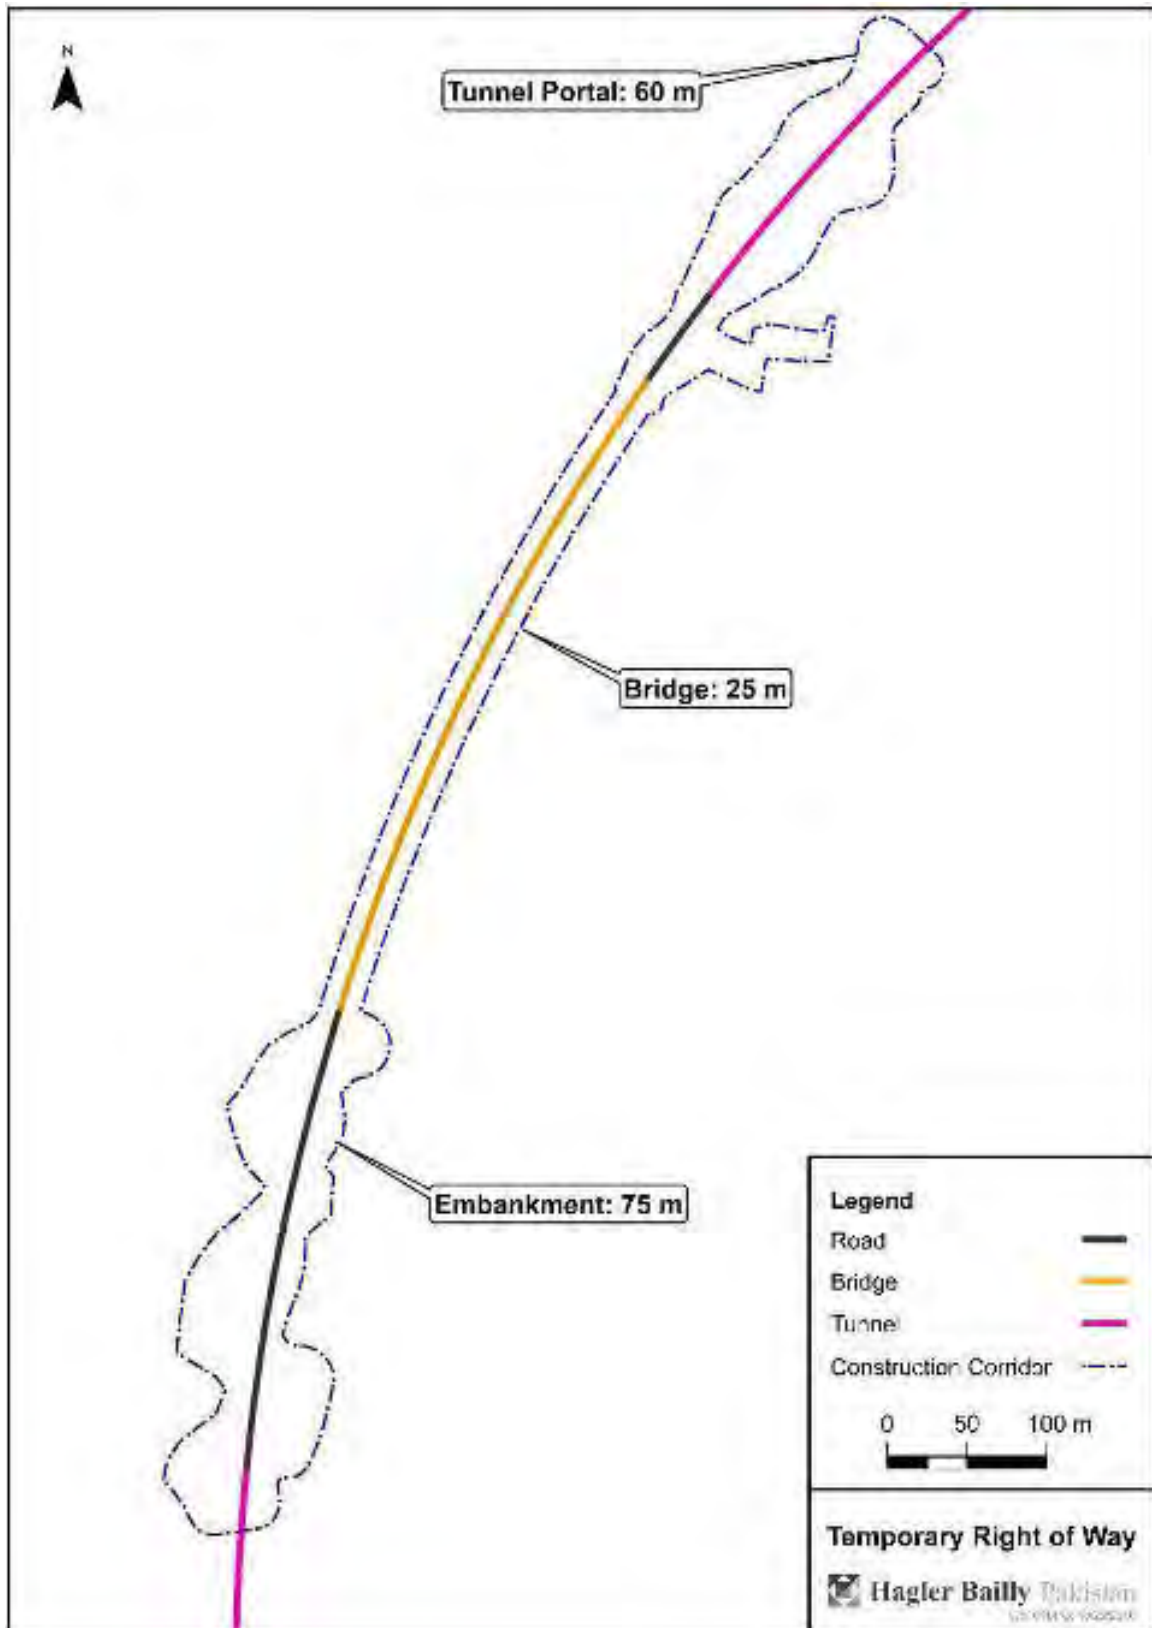 N
Tunnel Portal: 60 m
Bridge: 25 m
Embankment: 75 m
Legend
Road
Bridge
Tunnel
Construction Corridor
0 50 100 m
Temporary Right of Way
Hagler Bailly Pakistan